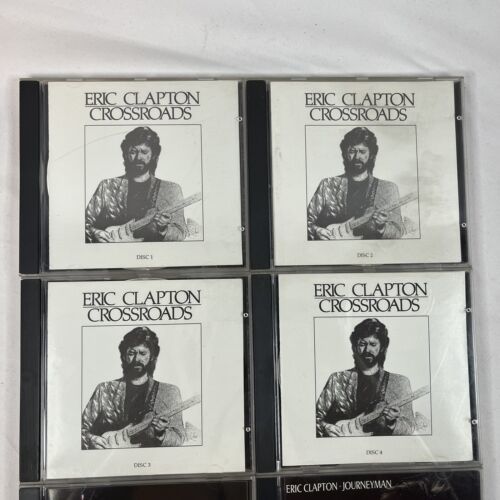 ERIC CLAPTON
CROSSROADS
DISC 1
ERIC CLAPTON
CROSSROADS
DISC 2
ERIC CLAPTON
CROSSROADS
DISC 3
ERIC CLAPTON
CROSSROADS
DISC 4
ERIC CLAPTON · JOURNEYMAN